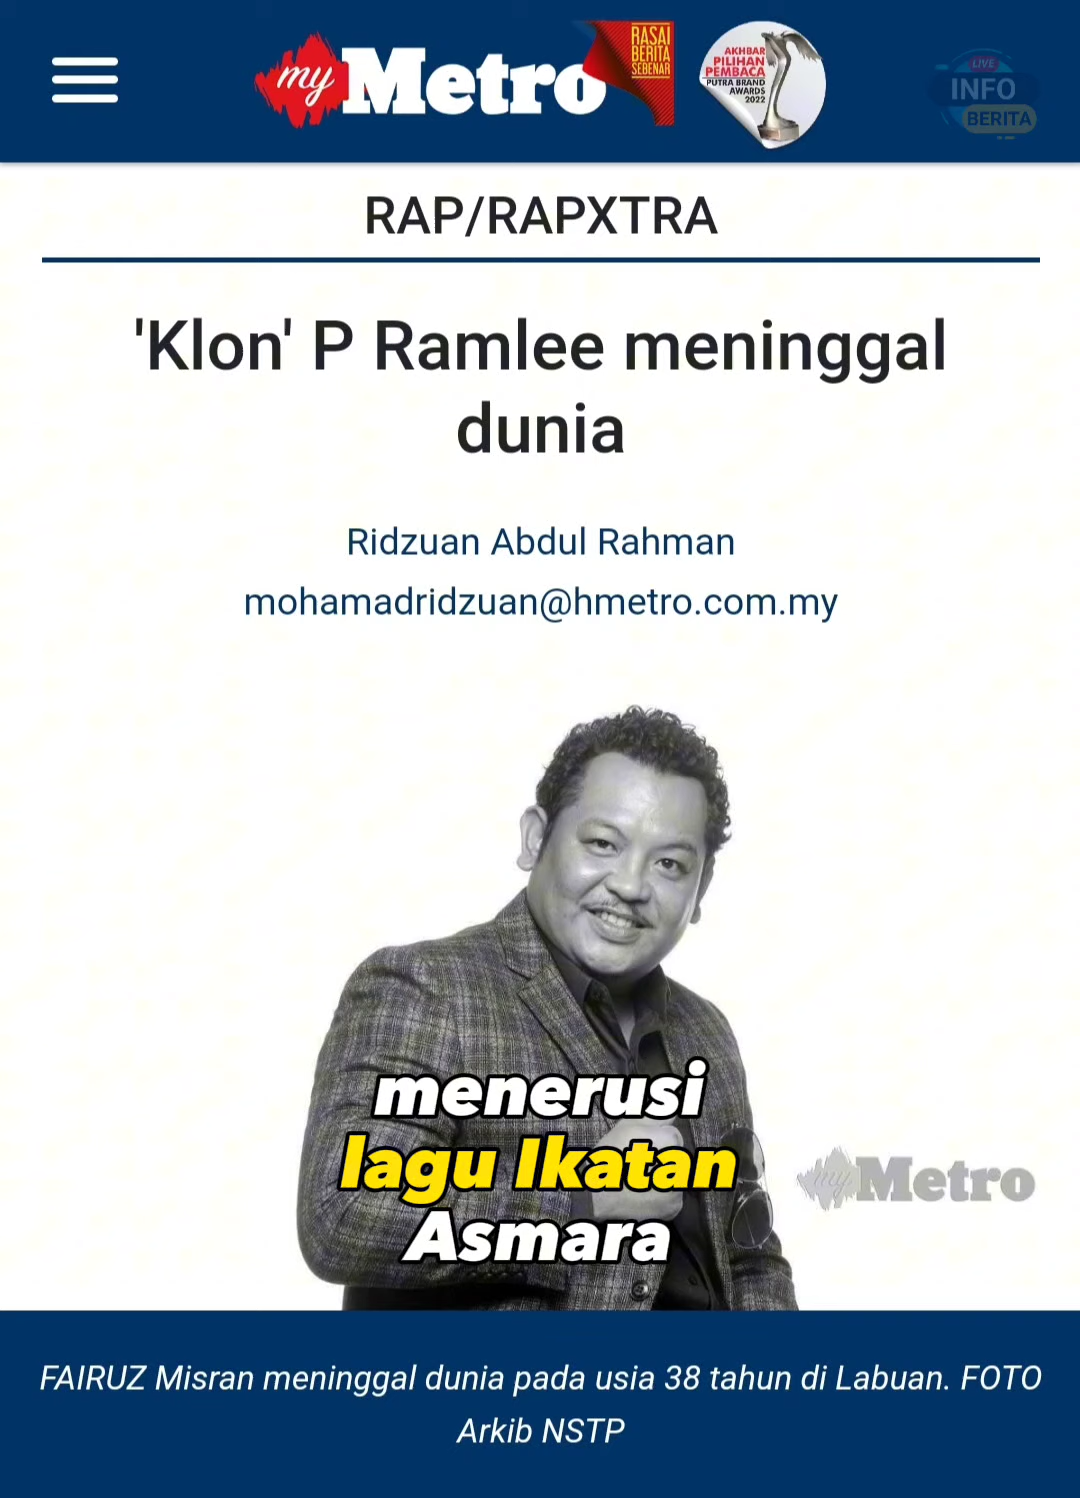 my Metro
RASAI
BERITA
SEBENAR
AKHBAR
PILIHAN
PEMBACA
PUTRA BRAND
AWARDS
2022
LIVE
INFO
BERITA
RAP/RAPXTRA
'Klon' P Ramlee meninggal
dunia
Ridzuan Abdul Rahman
mohamadridzuan@hmetro.com.my
menerusi
lagu Ikatan
Asmara
my Metro
FAIRUZ Misran meninggal dunia pada usia 38 tahun di Labuan. FOTO
Arkib NSTP